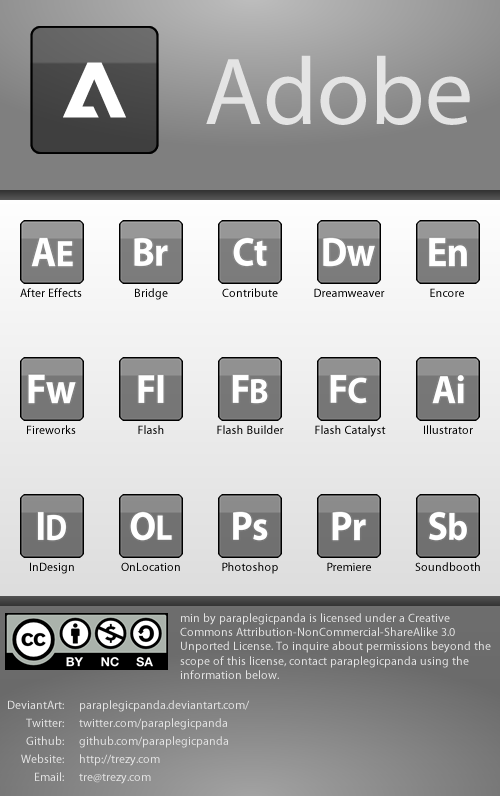 Adobe
AE Br Ct Dw En
After Effects Bridge Contribute Dreamweaver Encore
Fw Fl FB FC Ai
Fireworks Flash Flash Builder Flash Catalyst Illustrator
ID OL Ps Pr Sb
InDesign OnLocation Photoshop Premiere Soundbooth
cc
BY NC SA
min by paraplegicpanda is licensed under a Creative
Commons Attribution-NonCommercial-ShareAlike 3.0
Unported License. To inquire about permissions beyond the
scope of this license, contact paraplegicpanda using the
information below.
DeviantArt: paraplegicpanda.deviantart.com/
Twitter: twitter.com/paraplegicpanda
Github: github.com/paraplegicpanda
Website: http://trezy.com
Email: tre@trezy.com